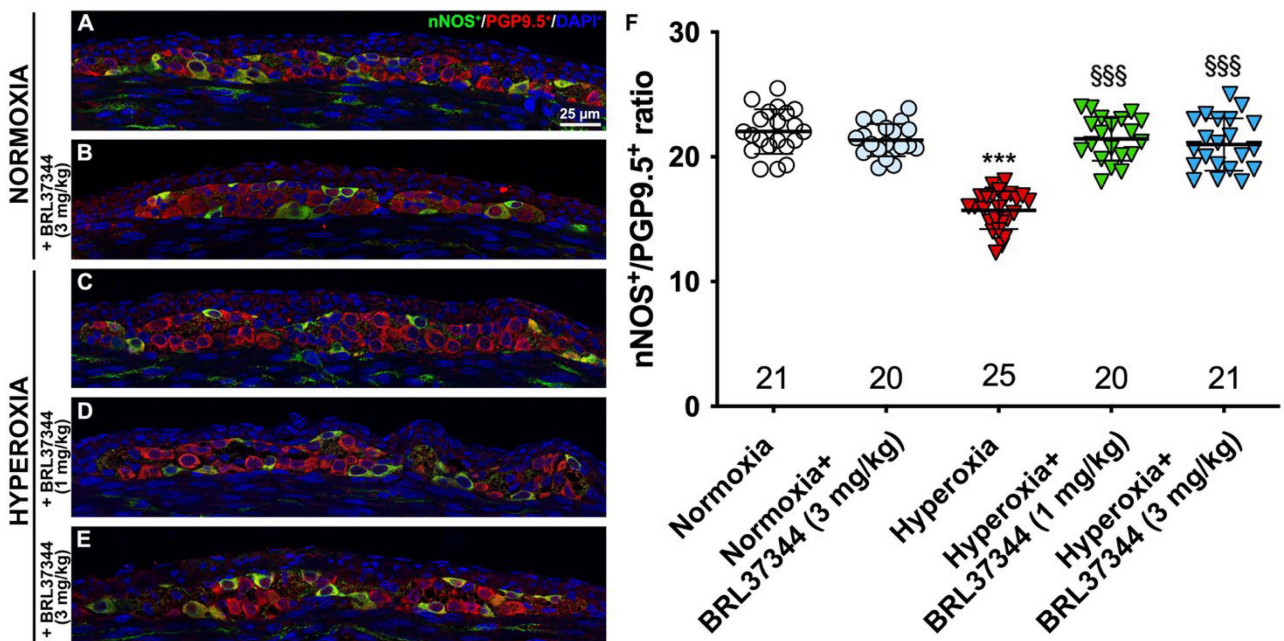 NORMOXIA
+ BRL37344
(3 mg/kg)
HYPEROXIA
+ BRL37344
(1 mg/kg)
+ BRL37344
(3 mg/kg)
A
nNOS⁺/PGP9.5⁺/DAPI⁺
25 µm
B
C
D
E
F
nNOS⁺/PGP9.5⁺ ratio
30
20
10
0
***
§§§
§§§
21
20
25
20
21
Normoxia
Normoxia+
BRL37344 (3 mg/kg)
Hyperoxia
Hyperoxia+
BRL37344 (1 mg/kg)
Hyperoxia+
BRL37344 (3 mg/kg)